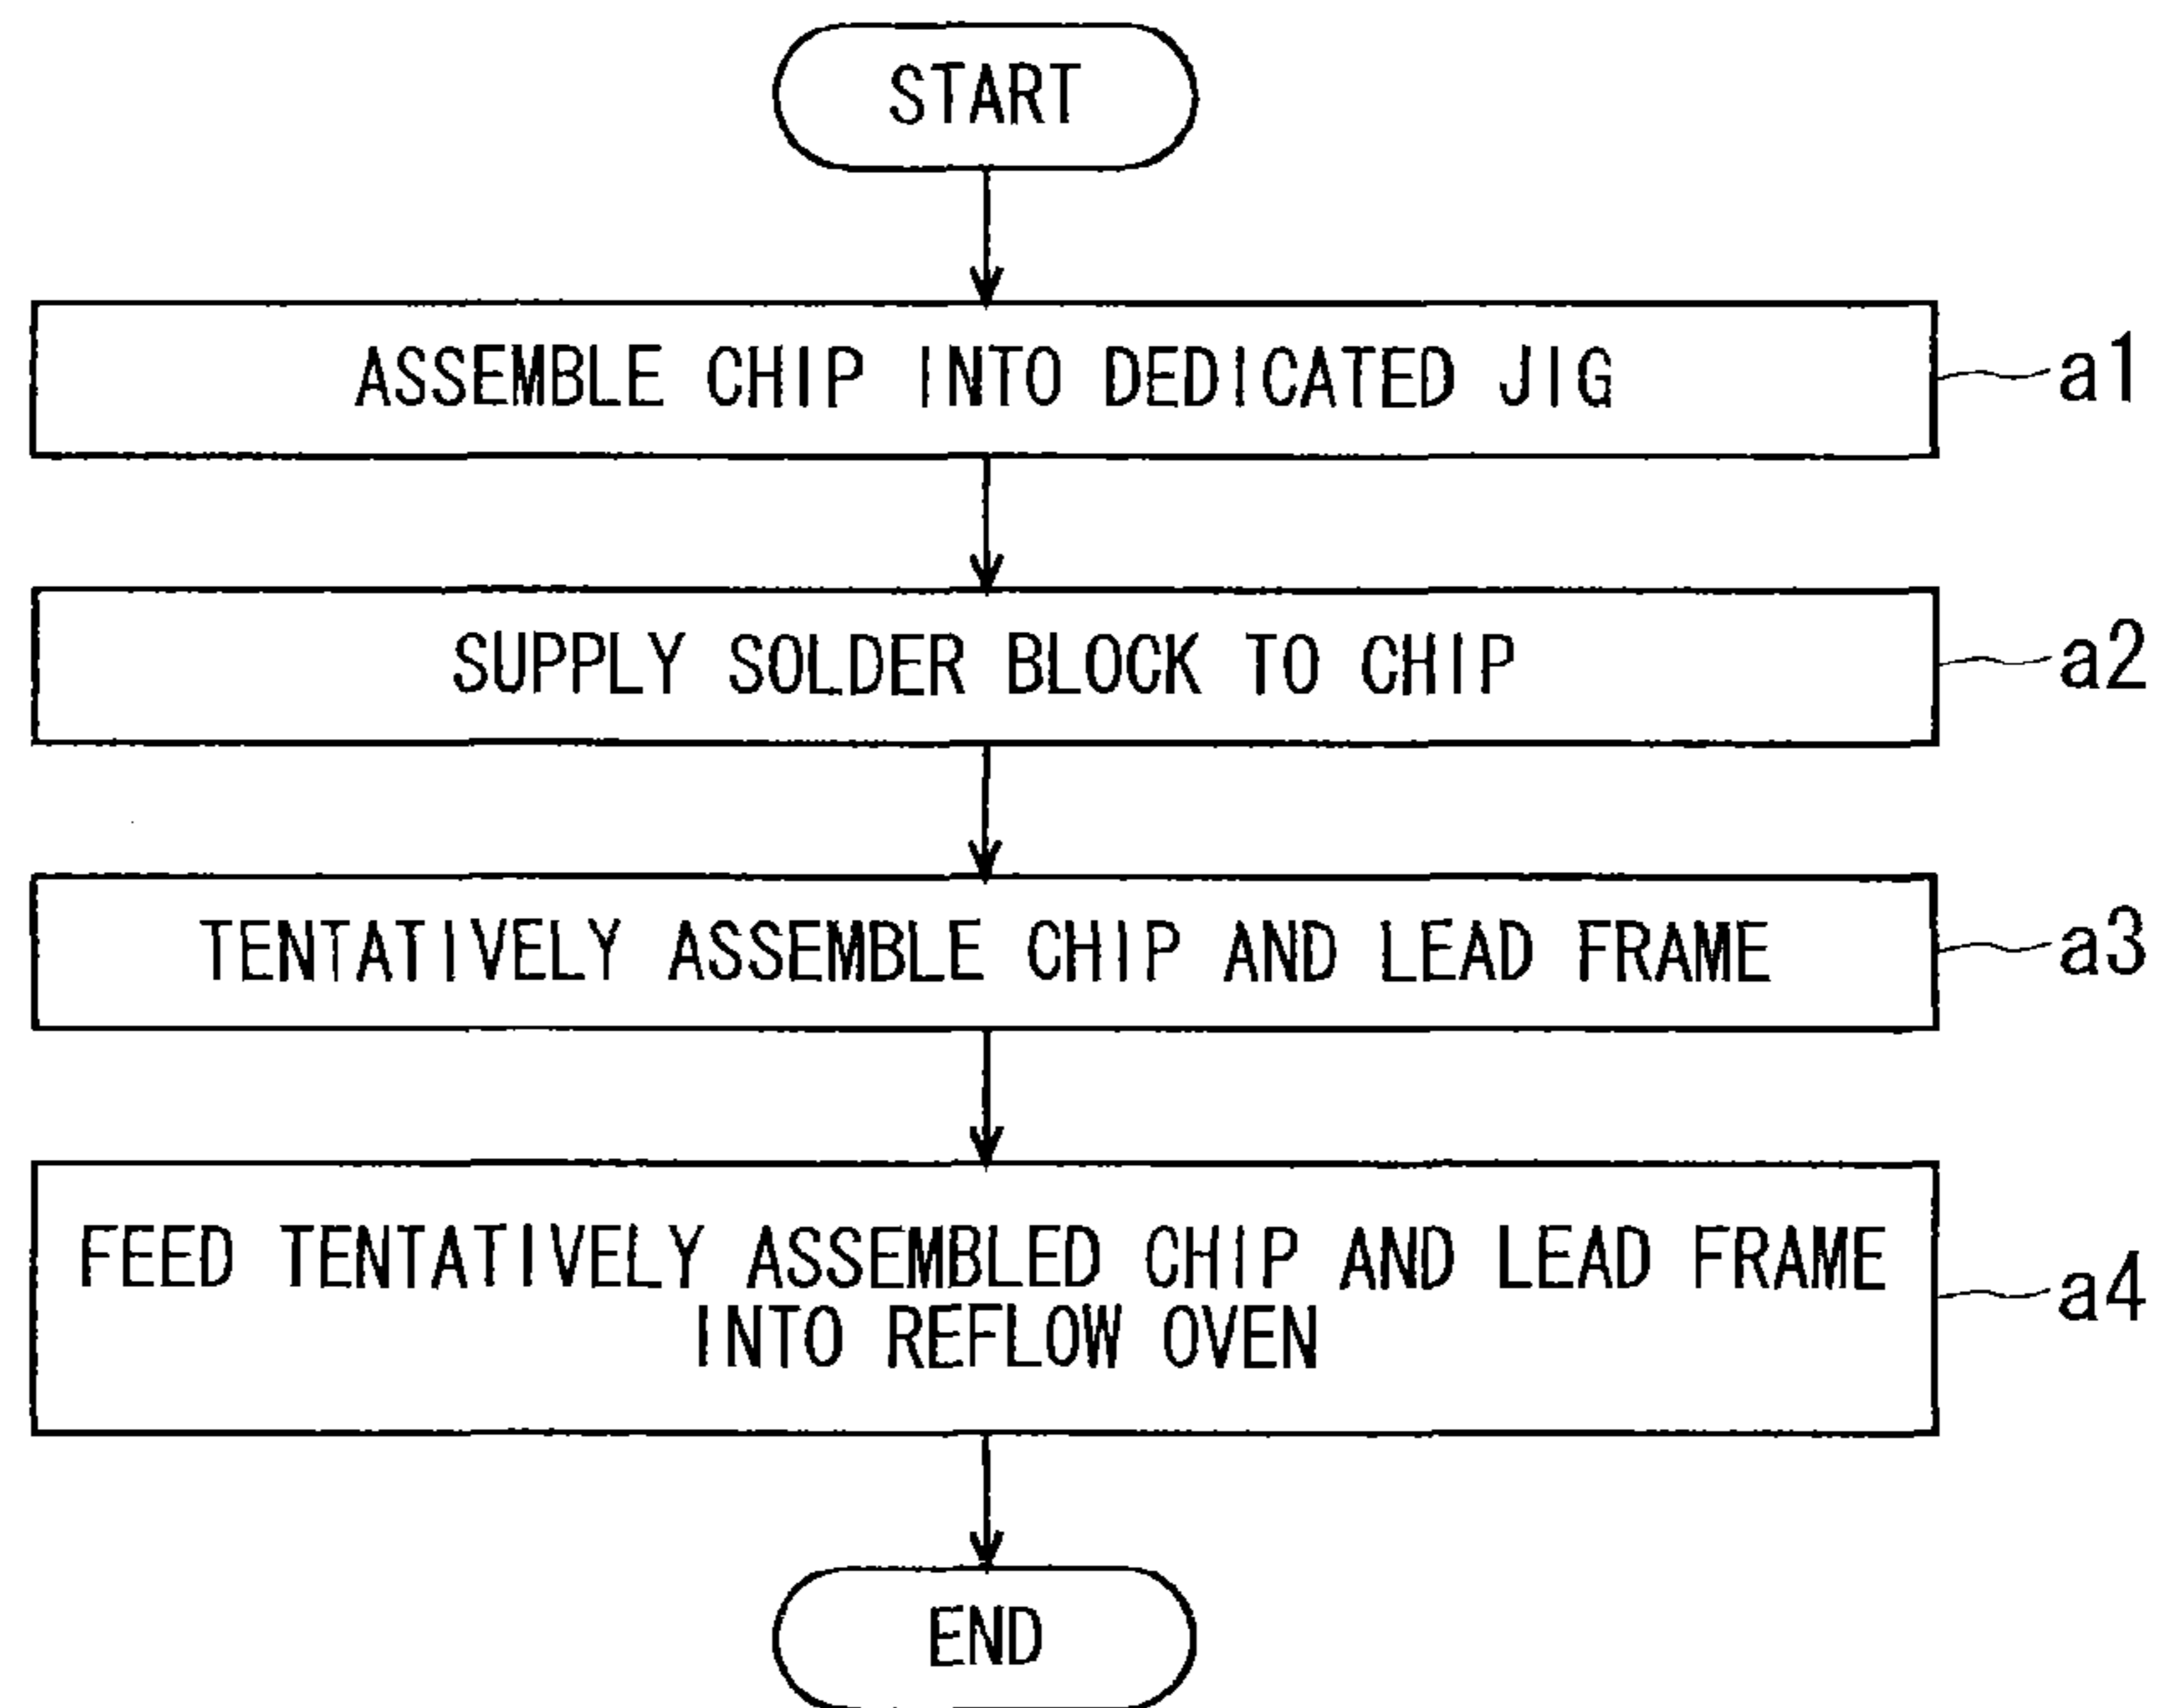 START
ASSEMBLE CHIP INTO DEDICATED JIG
a1
SUPPLY SOLDER BLOCK TO CHIP
a2
TENTATIVELY ASSEMBLE CHIP AND LEAD FRAME
a3
FEED TENTATIVELY ASSEMBLED CHIP AND LEAD FRAME
INTO REFLOW OVEN
a4
END